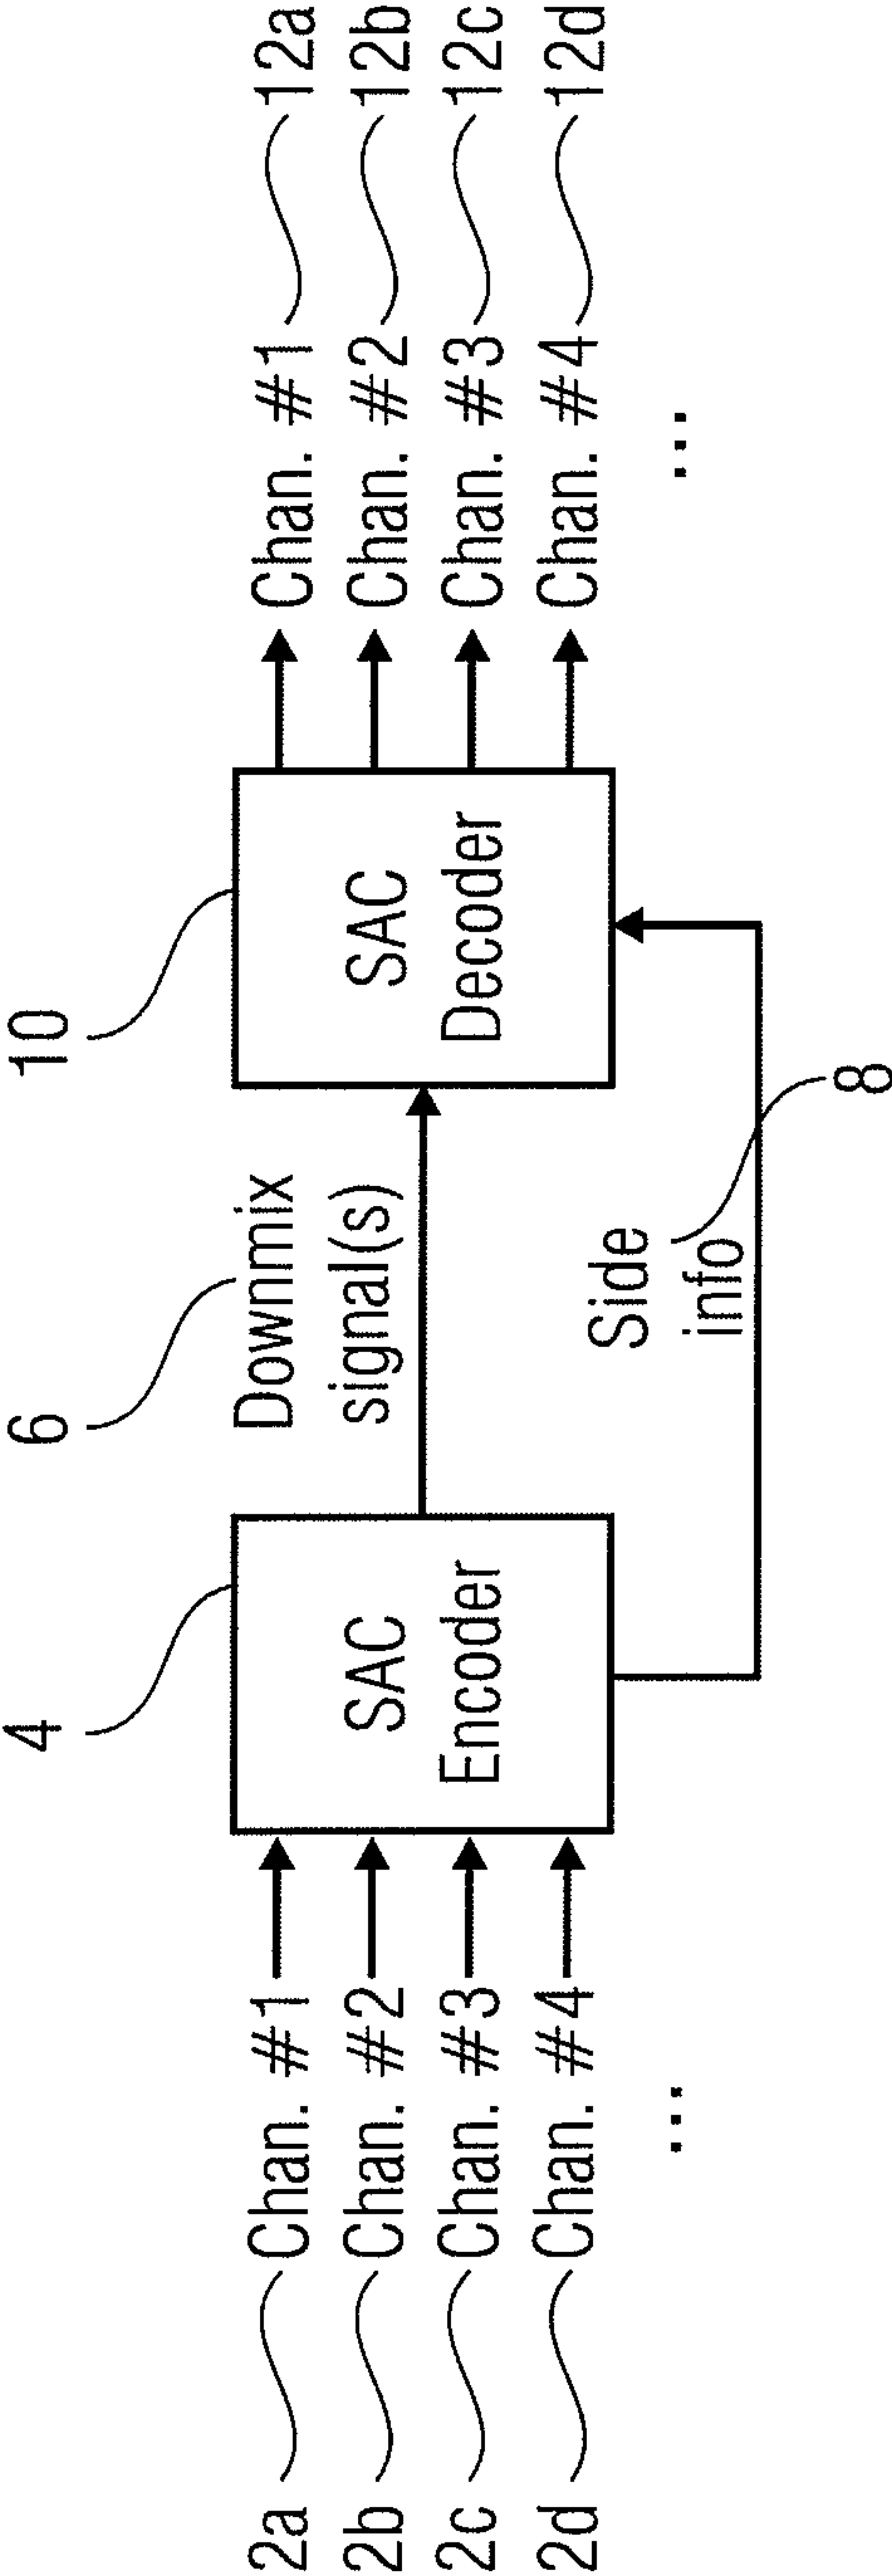 4
6
10
2a Chan. #1
2b Chan. #2
2c Chan. #3
2d Chan. #4
...
SAC
Encoder
Downmix
signal(s)
Side
info
8
SAC
Decoder
Chan. #1 12a
Chan. #2 12b
Chan. #3 12c
Chan. #4 12d
...